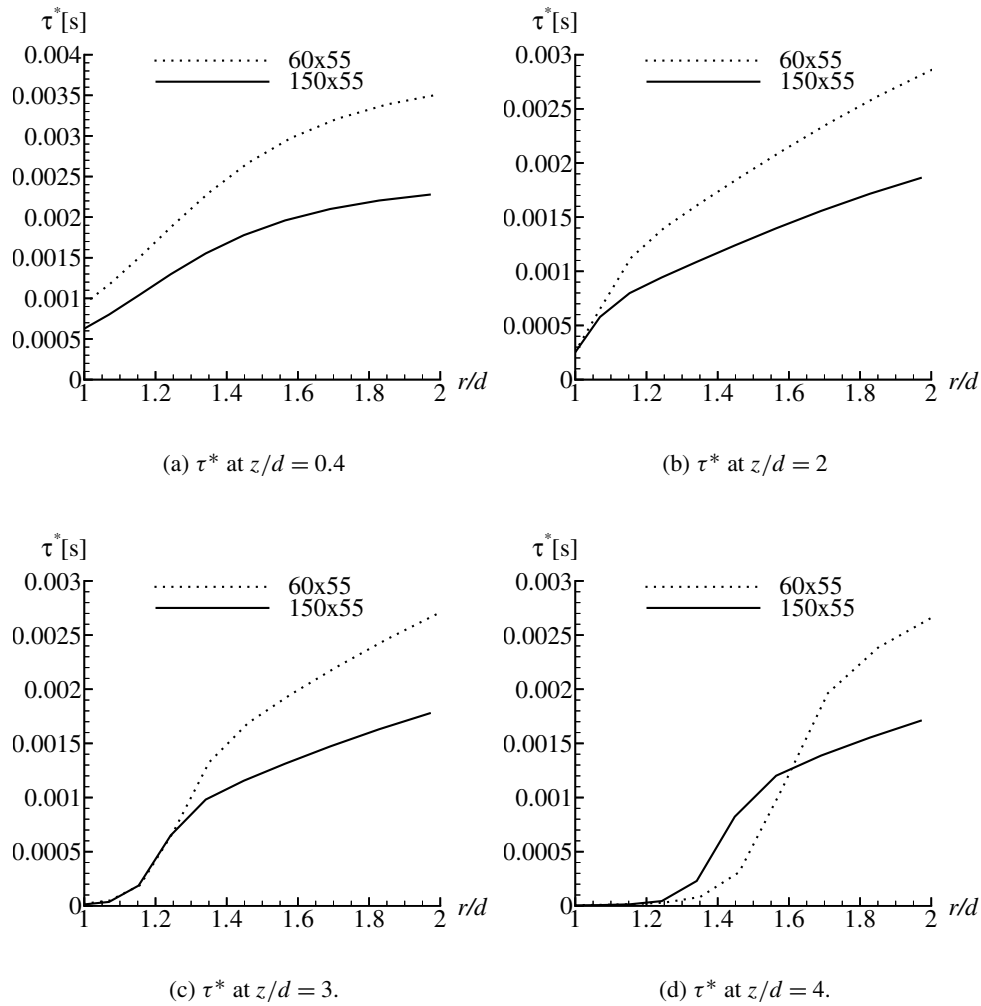 τ*[s]
0.004
0.0035
0.003
0.0025
0.002
0.0015
0.001
0.0005
0
60x55
150x55
1 1.2 1.4 1.6 1.8 2 r/d
(a) τ* at z/d = 0.4
τ*[s]
0.003
0.0025
0.002
0.0015
0.001
0.0005
0
60x55
150x55
1 1.2 1.4 1.6 1.8 2 r/d
(b) τ* at z/d = 2
τ*[s]
0.003
0.0025
0.002
0.0015
0.001
0.0005
0
60x55
150x55
1 1.2 1.4 1.6 1.8 2 r/d
(c) τ* at z/d = 3.
τ*[s]
0.003
0.0025
0.002
0.0015
0.001
0.0005
0
60x55
150x55
1 1.2 1.4 1.6 1.8 2 r/d
(d) τ* at z/d = 4.